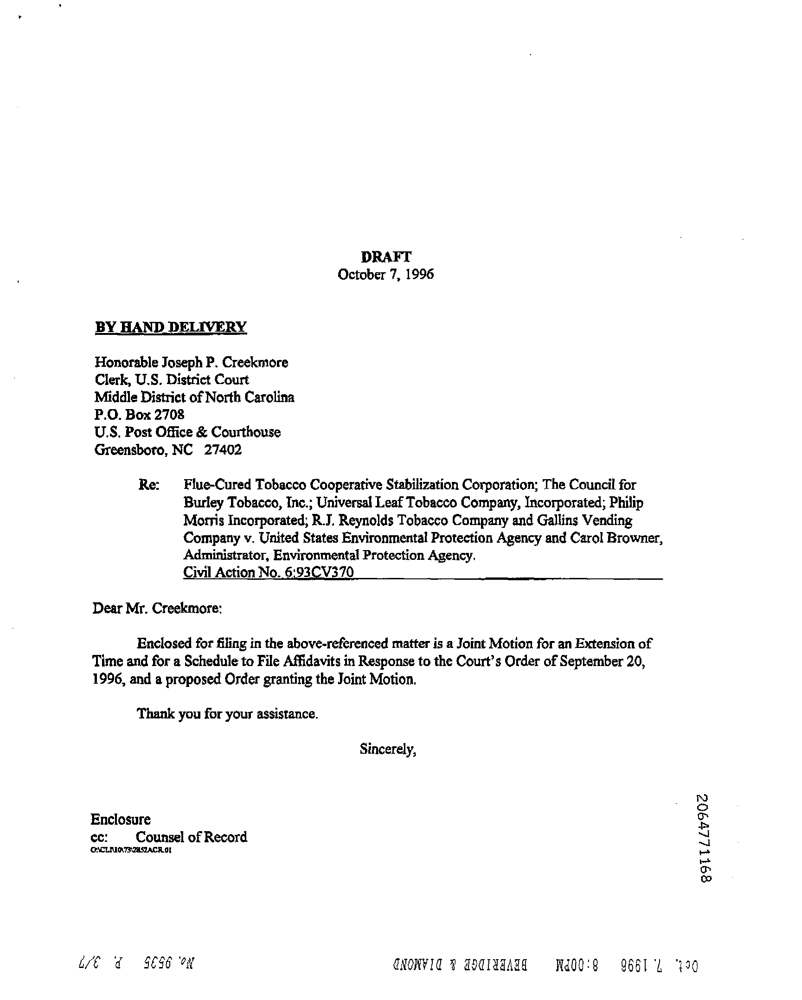 DRAFT
October 7, 1996
BY HAND DELIVERY
Honorable Joseph P. Creekmore
Clerk, U.S. District Court
Middle District of North Carolina
P.O. Box 2708
U.S. Post Office & Courthouse
Greensboro, NC 27402
Re: Flue-Cured Tobacco Cooperative Stabilization Corporation; The Council for
Burley Tobacco, Inc.; Universal Leaf Tobacco Company, Incorporated; Philip
Morris Incorporated; R.J. Reynolds Tobacco Company and Gallins Vending
Company v. United States Environmental Protection Agency and Carol Browner,
Administrator, Environmental Protection Agency.
Civil Action No. 6:93CV370
Dear Mr. Creekmore:
Enclosed for filing in the above-referenced matter is a Joint Motion for an Extension of
Time and for a Schedule to File Affidavits in Response to the Court's Order of September 20,
1996, and a proposed Order granting the Joint Motion.
Thank you for your assistance.
Sincerely,
Enclosure
cc: Counsel of Record
2064771168
Oct. 7. 1996 8:00PM BEVERIDGE & DIAMOND No. 9535 P. 3/7